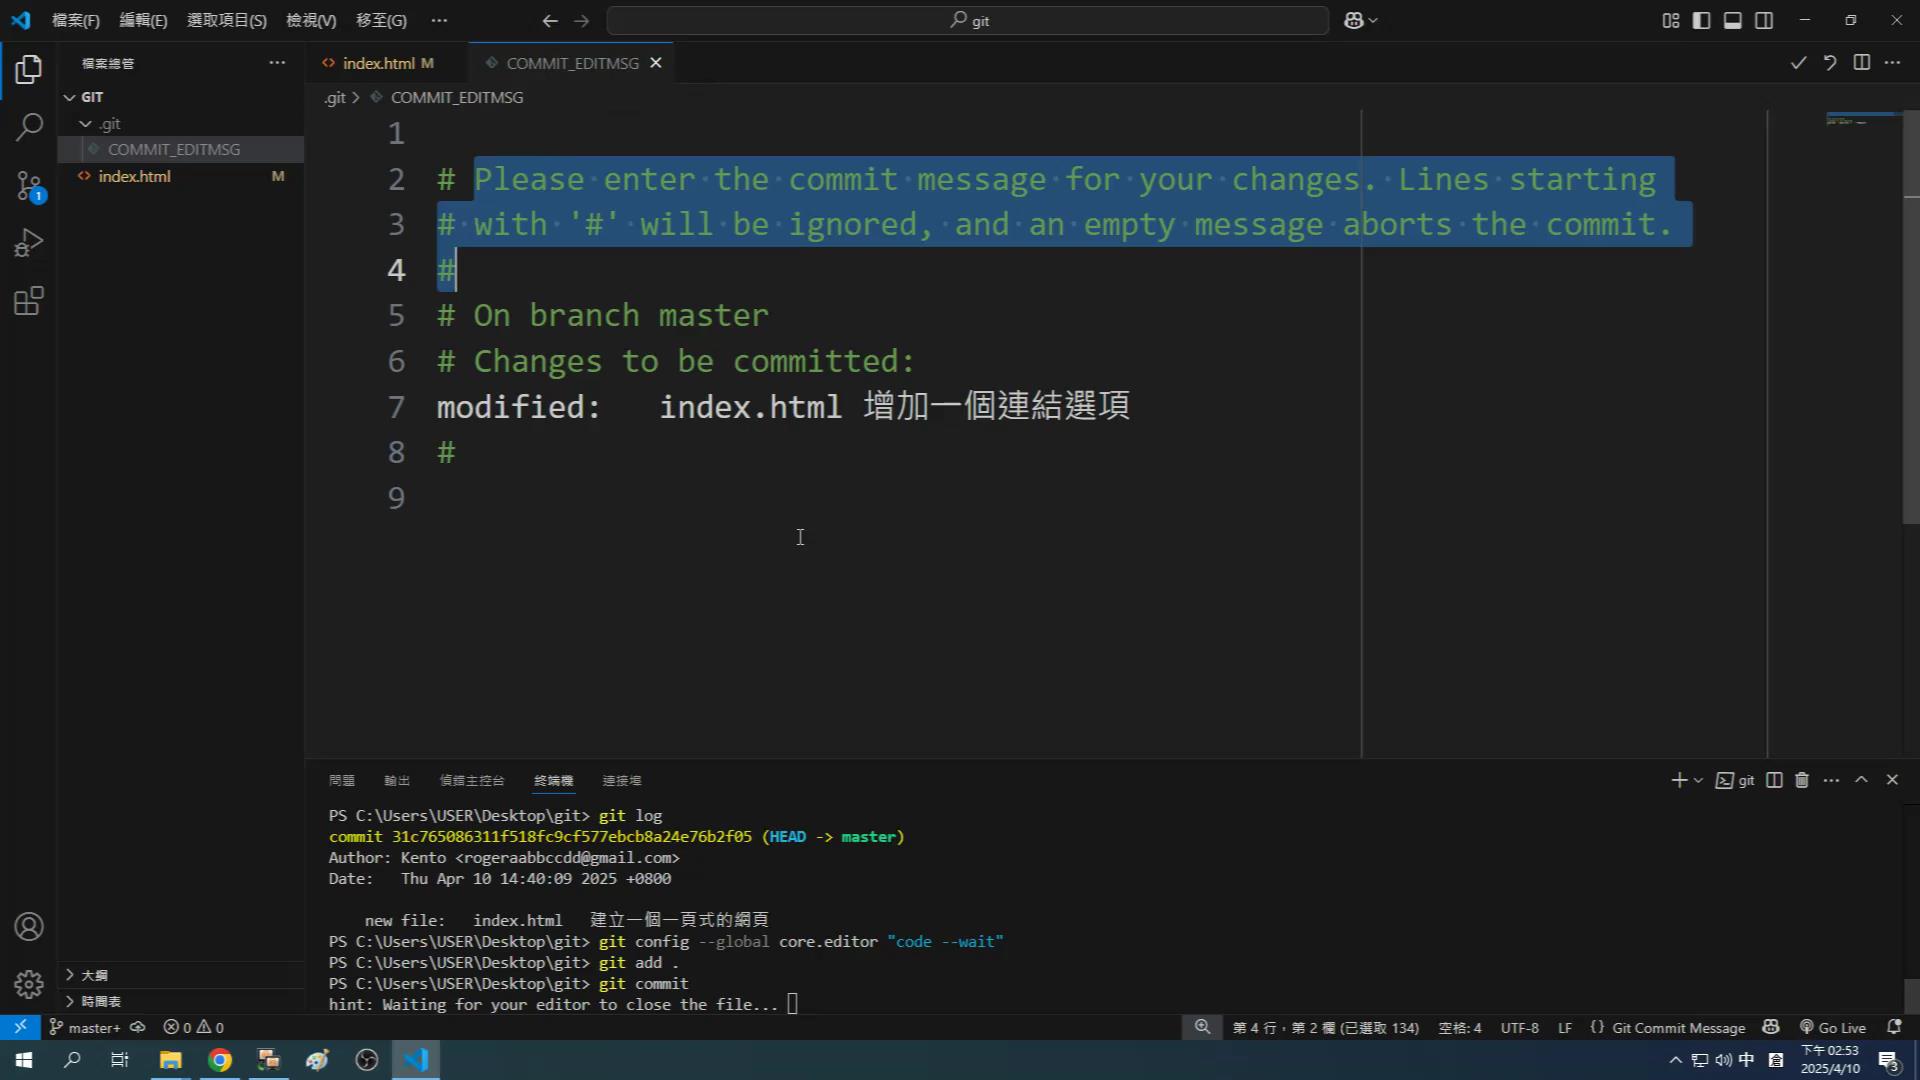 檔案(F) 編輯(E) 選取項目(S) 檢視(V) 移至(G) ··· git
檔案總管 ···
index.html M COMMIT_EDITMSG
GIT
.git
COMMIT_EDITMSG
index.html M
.git > COMMIT_EDITMSG
1
2 # Please enter the commit message for your changes. Lines starting
3 # with '#' will be ignored, and an empty message aborts the commit.
4 #
5 # On branch master
6 # Changes to be committed:
7 modified:   index.html 增加一個連結選項
8 #
9
問題 輸出 偵錯主控台 終端機 連接埠 git
PS C:\Users\USER\Desktop\git> git log
commit 31c765086311f518fc9cf577ebcb8a24e76b2f05 (HEAD -> master)
Author: Kento <rogeraabbccdd@gmail.com>
Date:   Thu Apr 10 14:40:09 2025 +0800
new file:   index.html   建立一個一頁式的網頁
PS C:\Users\USER\Desktop\git> git config --global core.editor "code --wait"
PS C:\Users\USER\Desktop\git> git add .
PS C:\Users\USER\Desktop\git> git commit
hint: Waiting for your editor to close the file...
大綱
時間表
1
master+ 0 0 第 4 行，第 2 欄 (已選取 134) 空格: 4 UTF-8 LF {} Git Commit Message Go Live
中 下午 02:53
2025/4/10 3